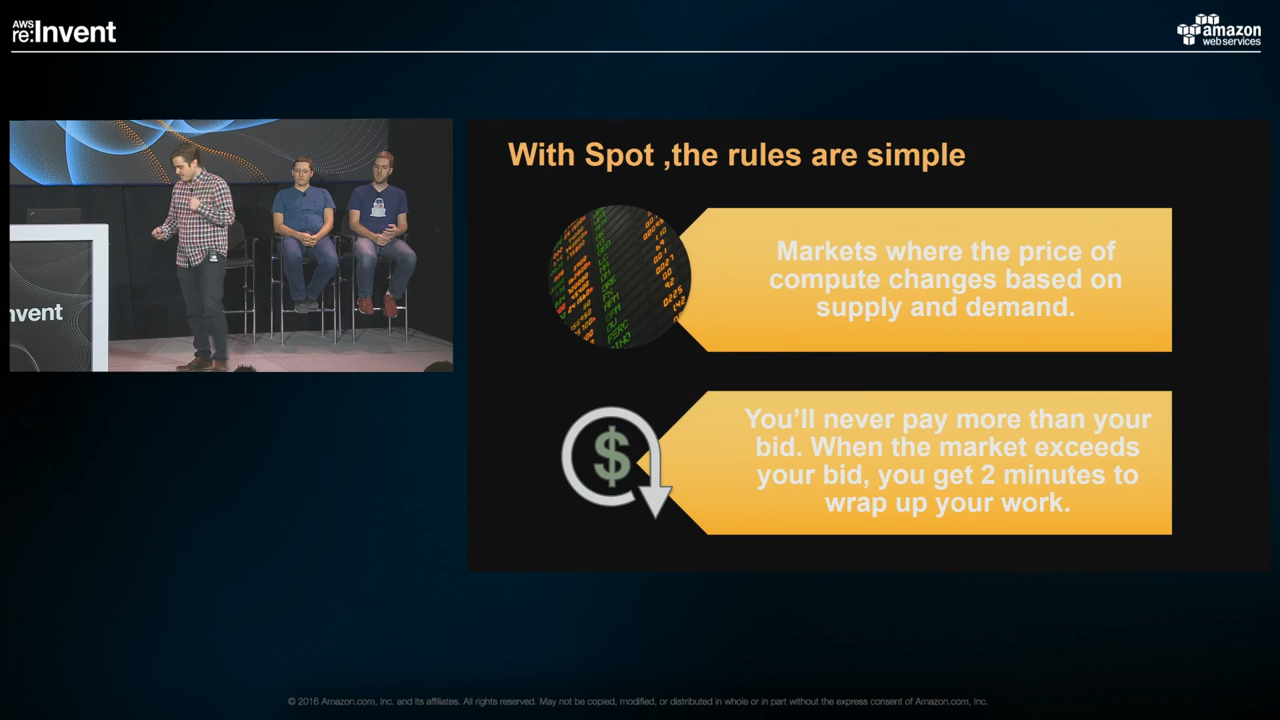 AWS
re:Invent
amazon
web services
With Spot ,the rules are simple
Markets where the price of
compute changes based on
supply and demand.
You'll never pay more than your
bid. When the market exceeds
your bid, you get 2 minutes to
wrap up your work.
nvent
© 2016 Amazon.com, Inc. and its affiliates. All rights reserved. May not be copied, modified, or distributed in whole or in part without the express consent of Amazon.com, Inc.